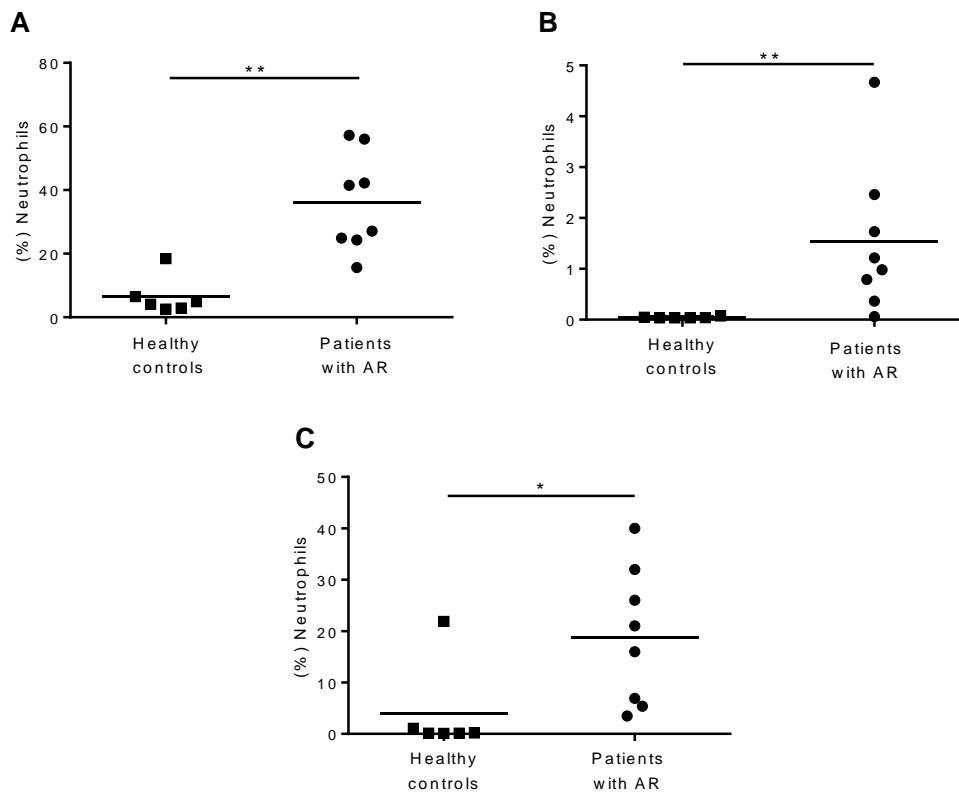 A
(%) Neutrophils
80
60
40
20
0
**
Healthy
controls
Patients
with AR
B
(%) Neutrophils
5
4
3
2
1
0
**
Healthy
controls
Patients
with AR
C
(%) Neutrophils
50
40
30
20
10
0
*
Healthy
controls
Patients
with AR